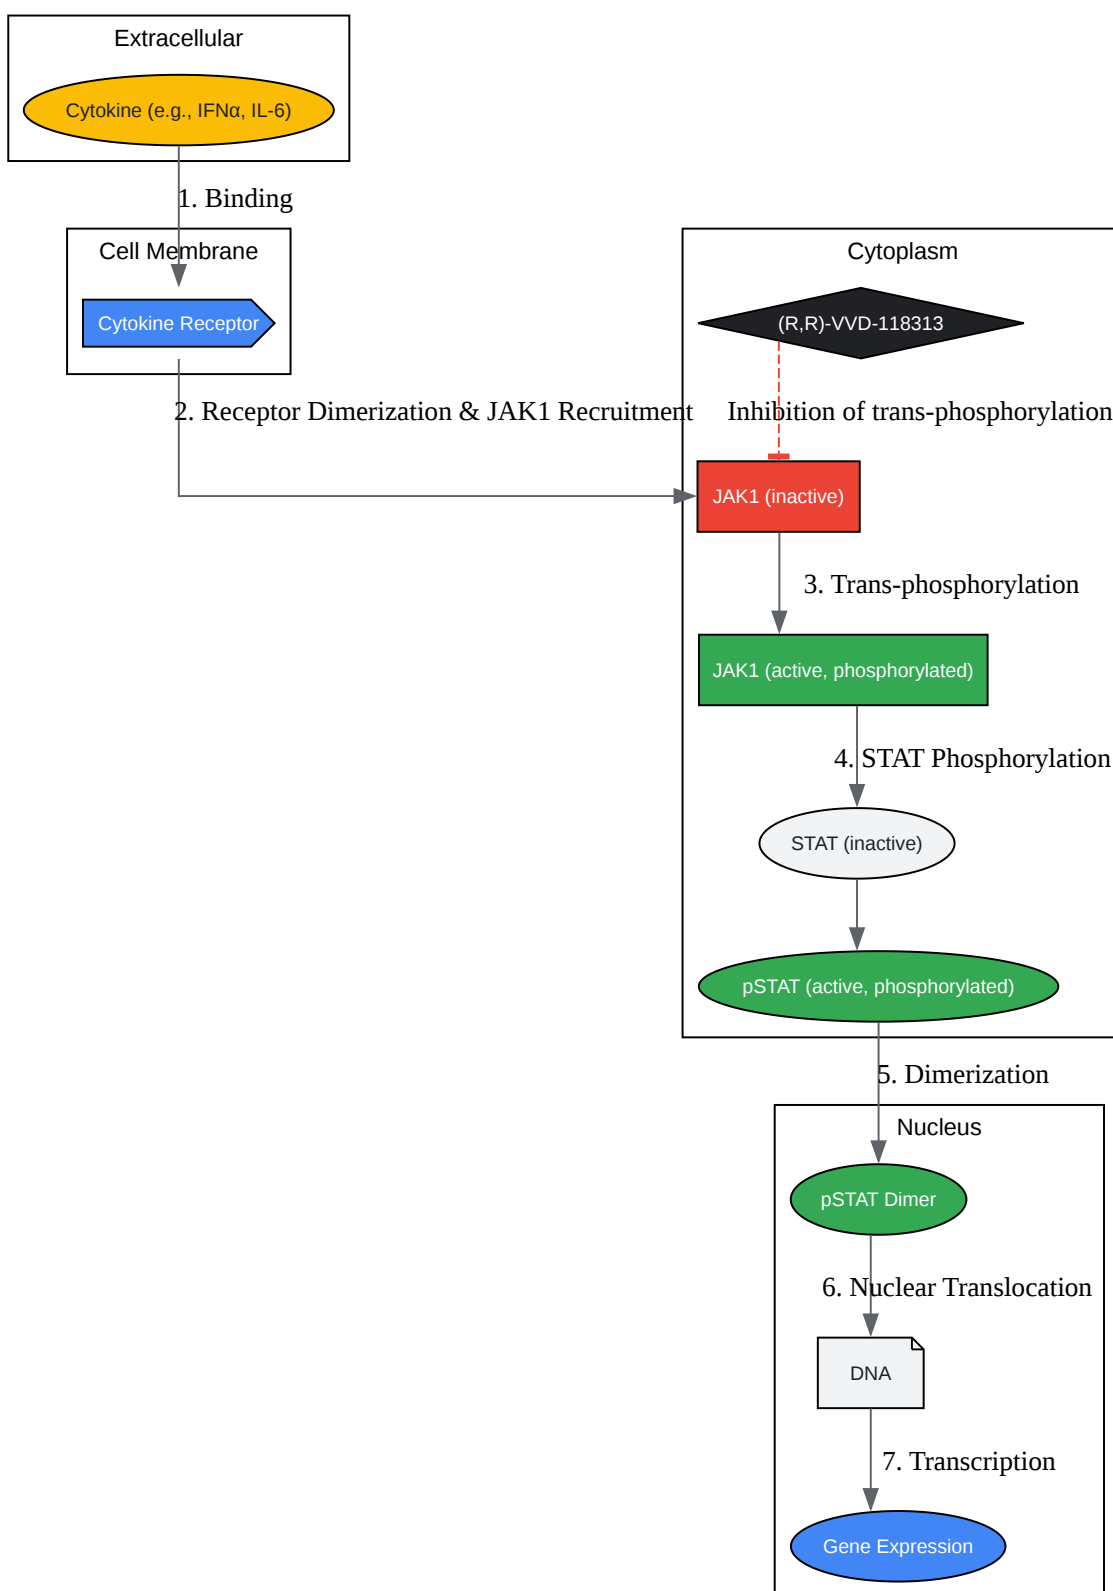 Extracellular
Cytokine (e.g., IFNα, IL-6)
1. Binding
Cell Membrane
Cytokine Receptor
Cytoplasm
(R,R)-VVD-118313
2. Receptor Dimerization & JAK1 Recruitment
Inhibition of trans-phosphorylation
JAK1 (inactive)
3. Trans-phosphorylation
JAK1 (active, phosphorylated)
4. STAT Phosphorylation
STAT (inactive)
pSTAT (active, phosphorylated)
5. Dimerization
Nucleus
pSTAT Dimer
6. Nuclear Translocation
DNA
7. Transcription
Gene Expression